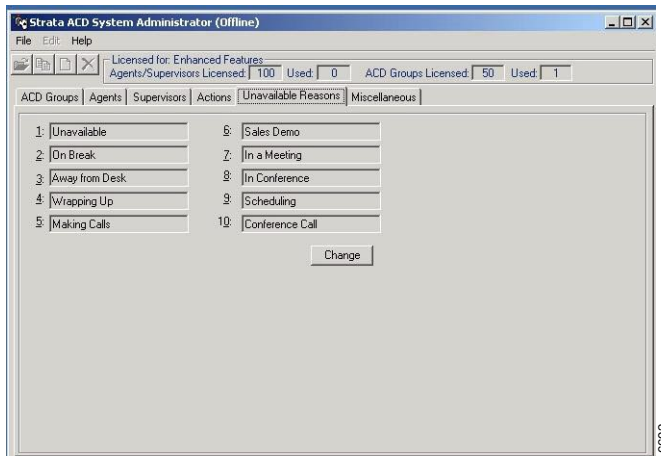 Strata ACD System Administrator (Offline)
File Edit Help
Licensed for: Enhanced Features
Agents/Supervisors Licensed: 100 Used: 0 ACD Groups Licensed: 50 Used: 1
ACD Groups Agents Supervisors Actions Unavailable Reasons Miscellaneous
1: Unavailable 6: Sales Demo
2: On Break 7: In a Meeting
3: Away from Desk 8: In Conference
4: Wrapping Up 9: Scheduling
5: Making Calls 10: Conference Call
Change